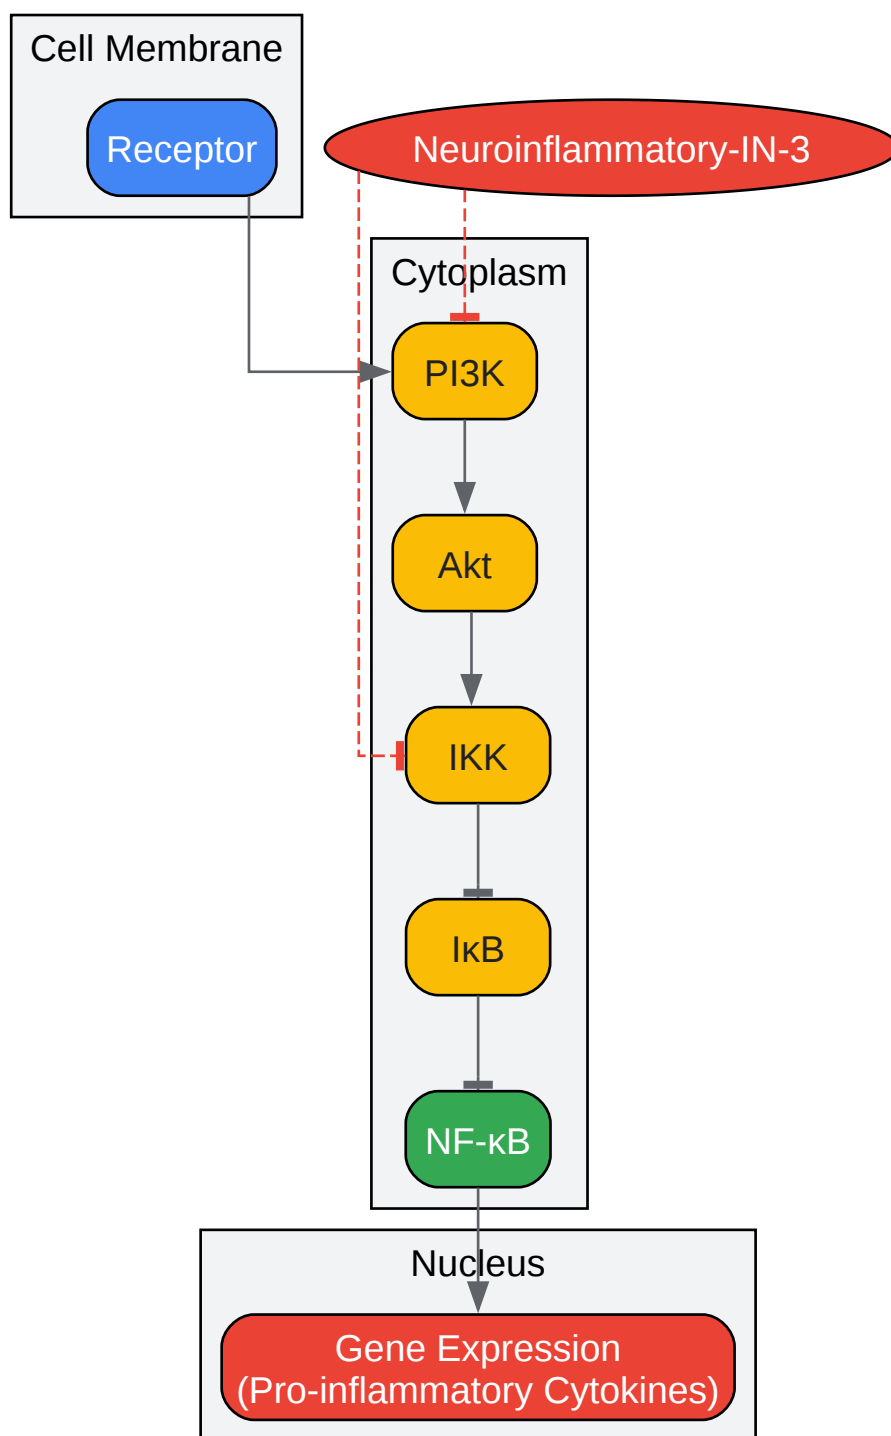 Cell Membrane
Receptor
Neuroinflammatory-IN-3
Cytoplasm
PI3K
Akt
IKK
IκB
NF-κB
Nucleus
Gene Expression
(Pro-inflammatory Cytokines)